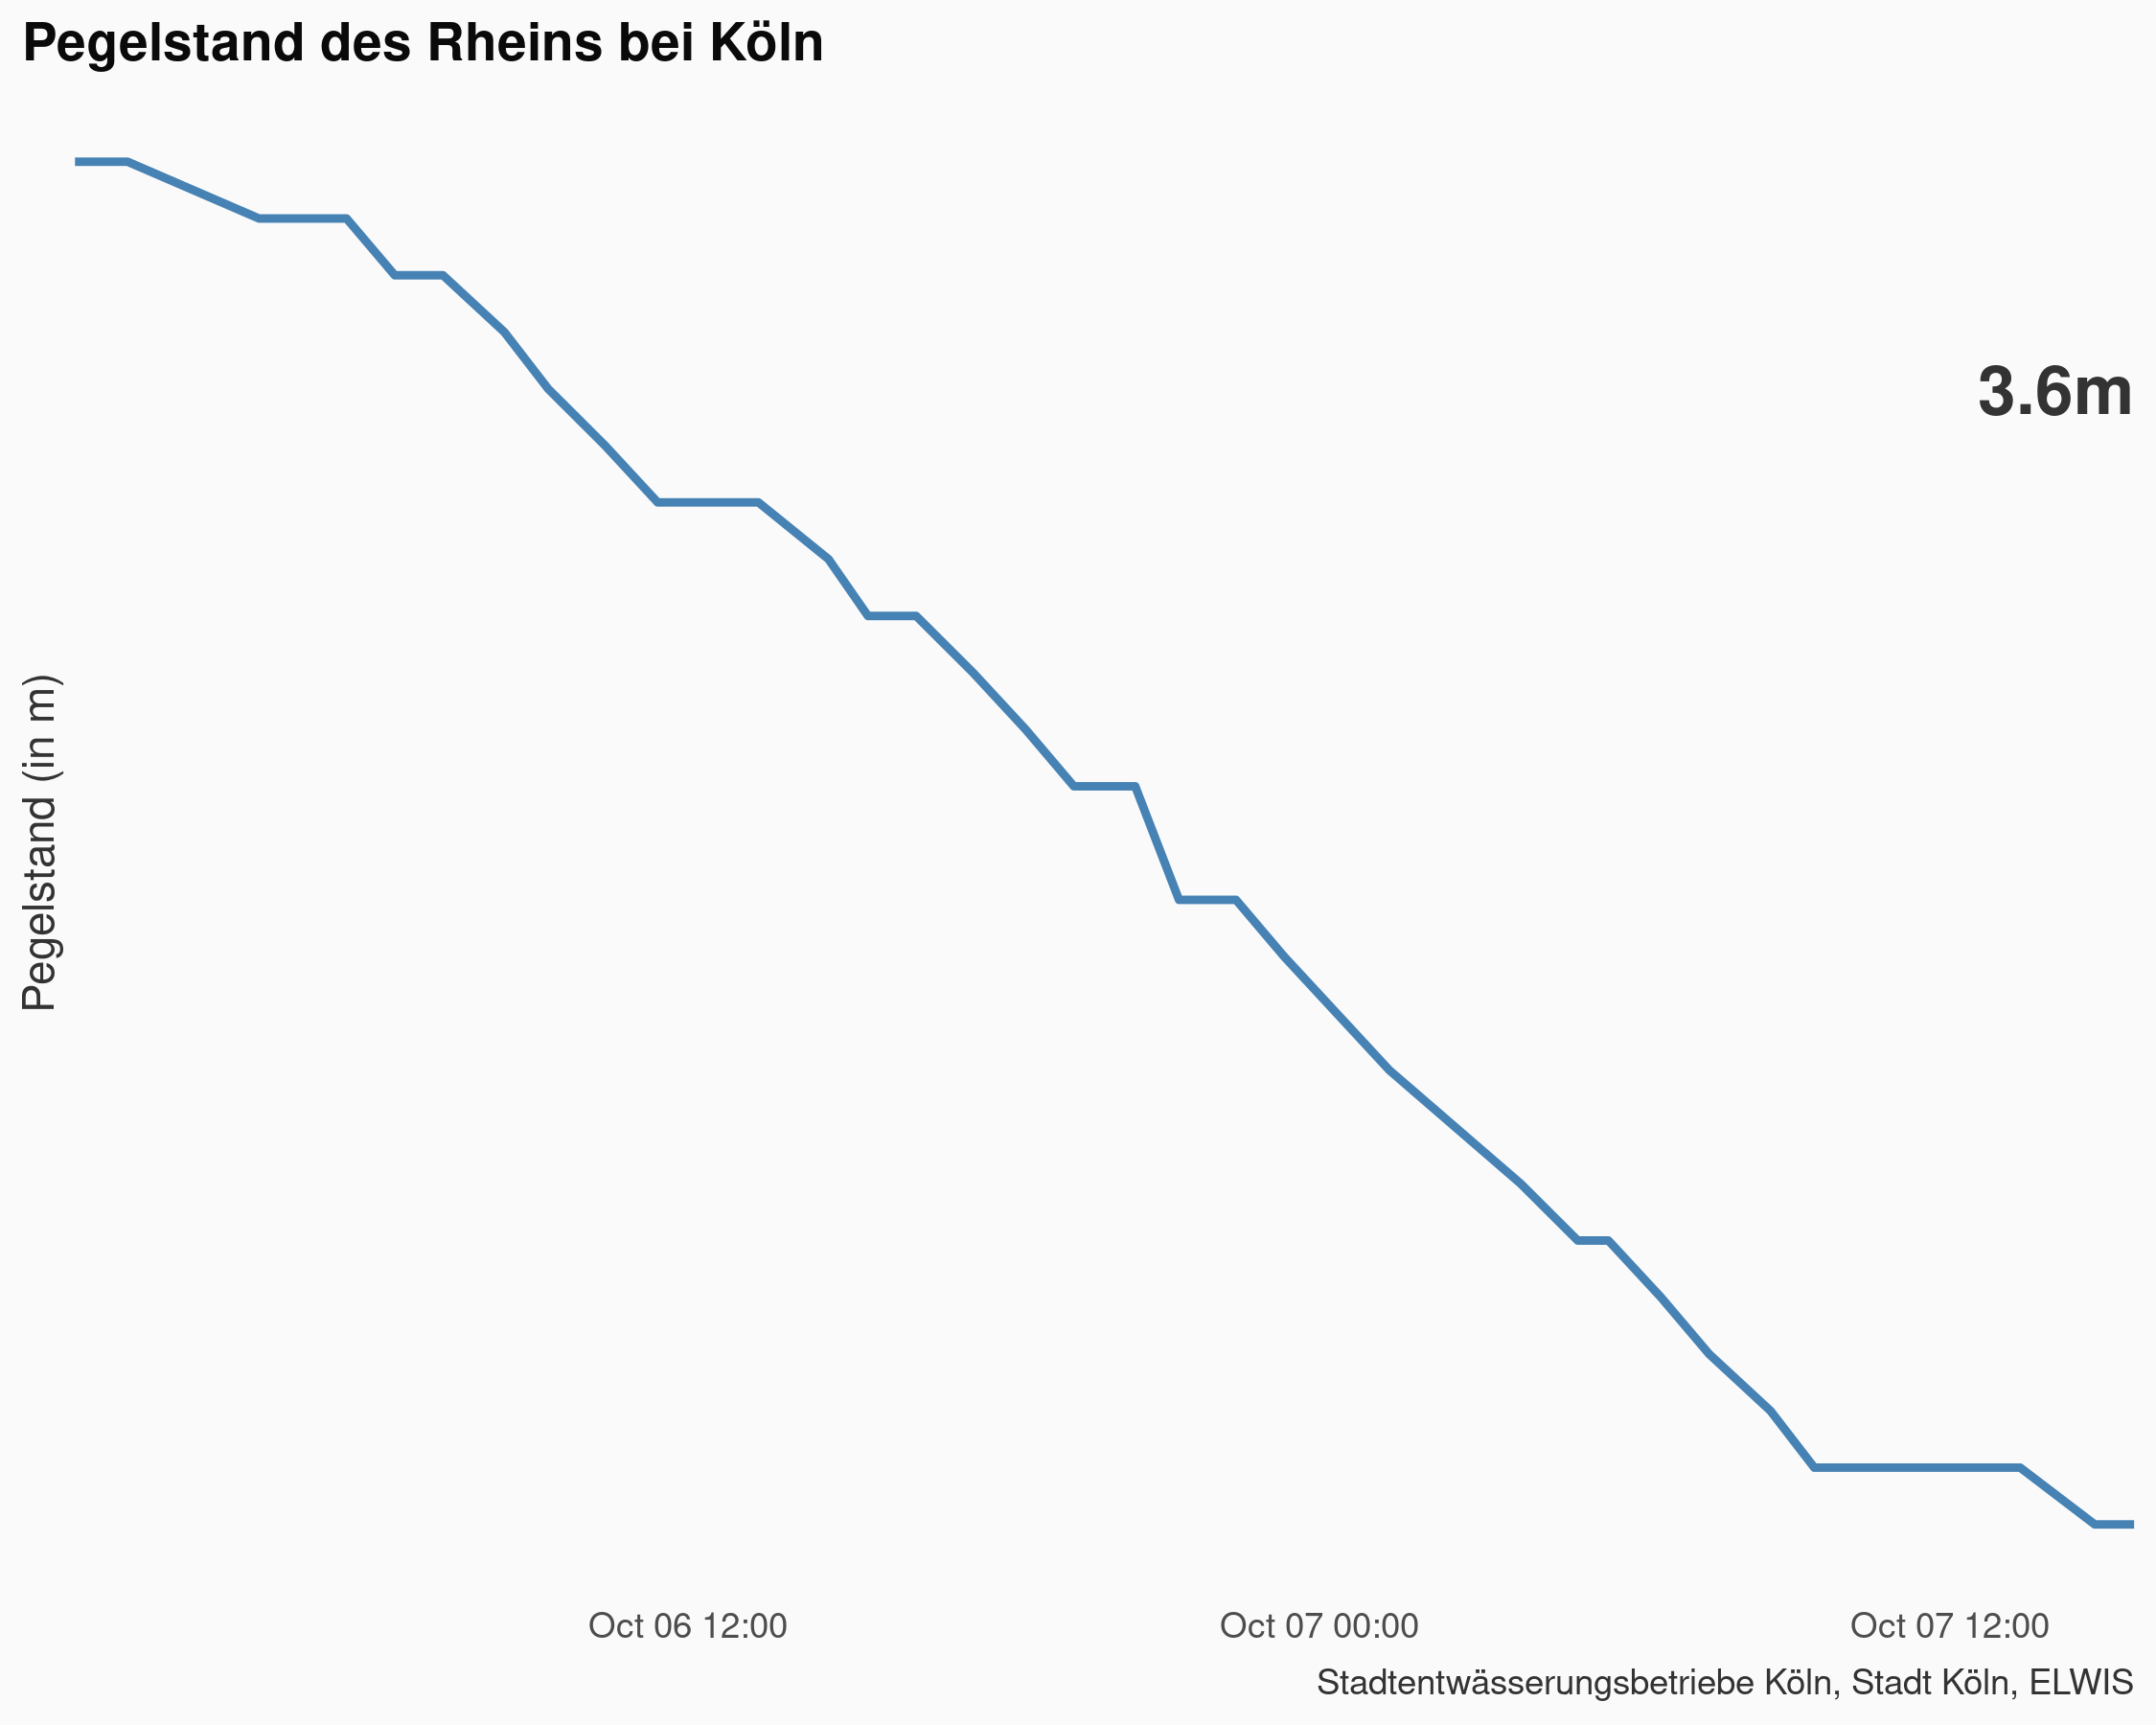 Pegelstand des Rheins bei Köln
3.6m
Pegelstand (in m)
Oct 06 12:00
Oct 07 00:00
Oct 07 12:00
Stadtentwässerungsbetriebe Köln, Stadt Köln, ELWIS